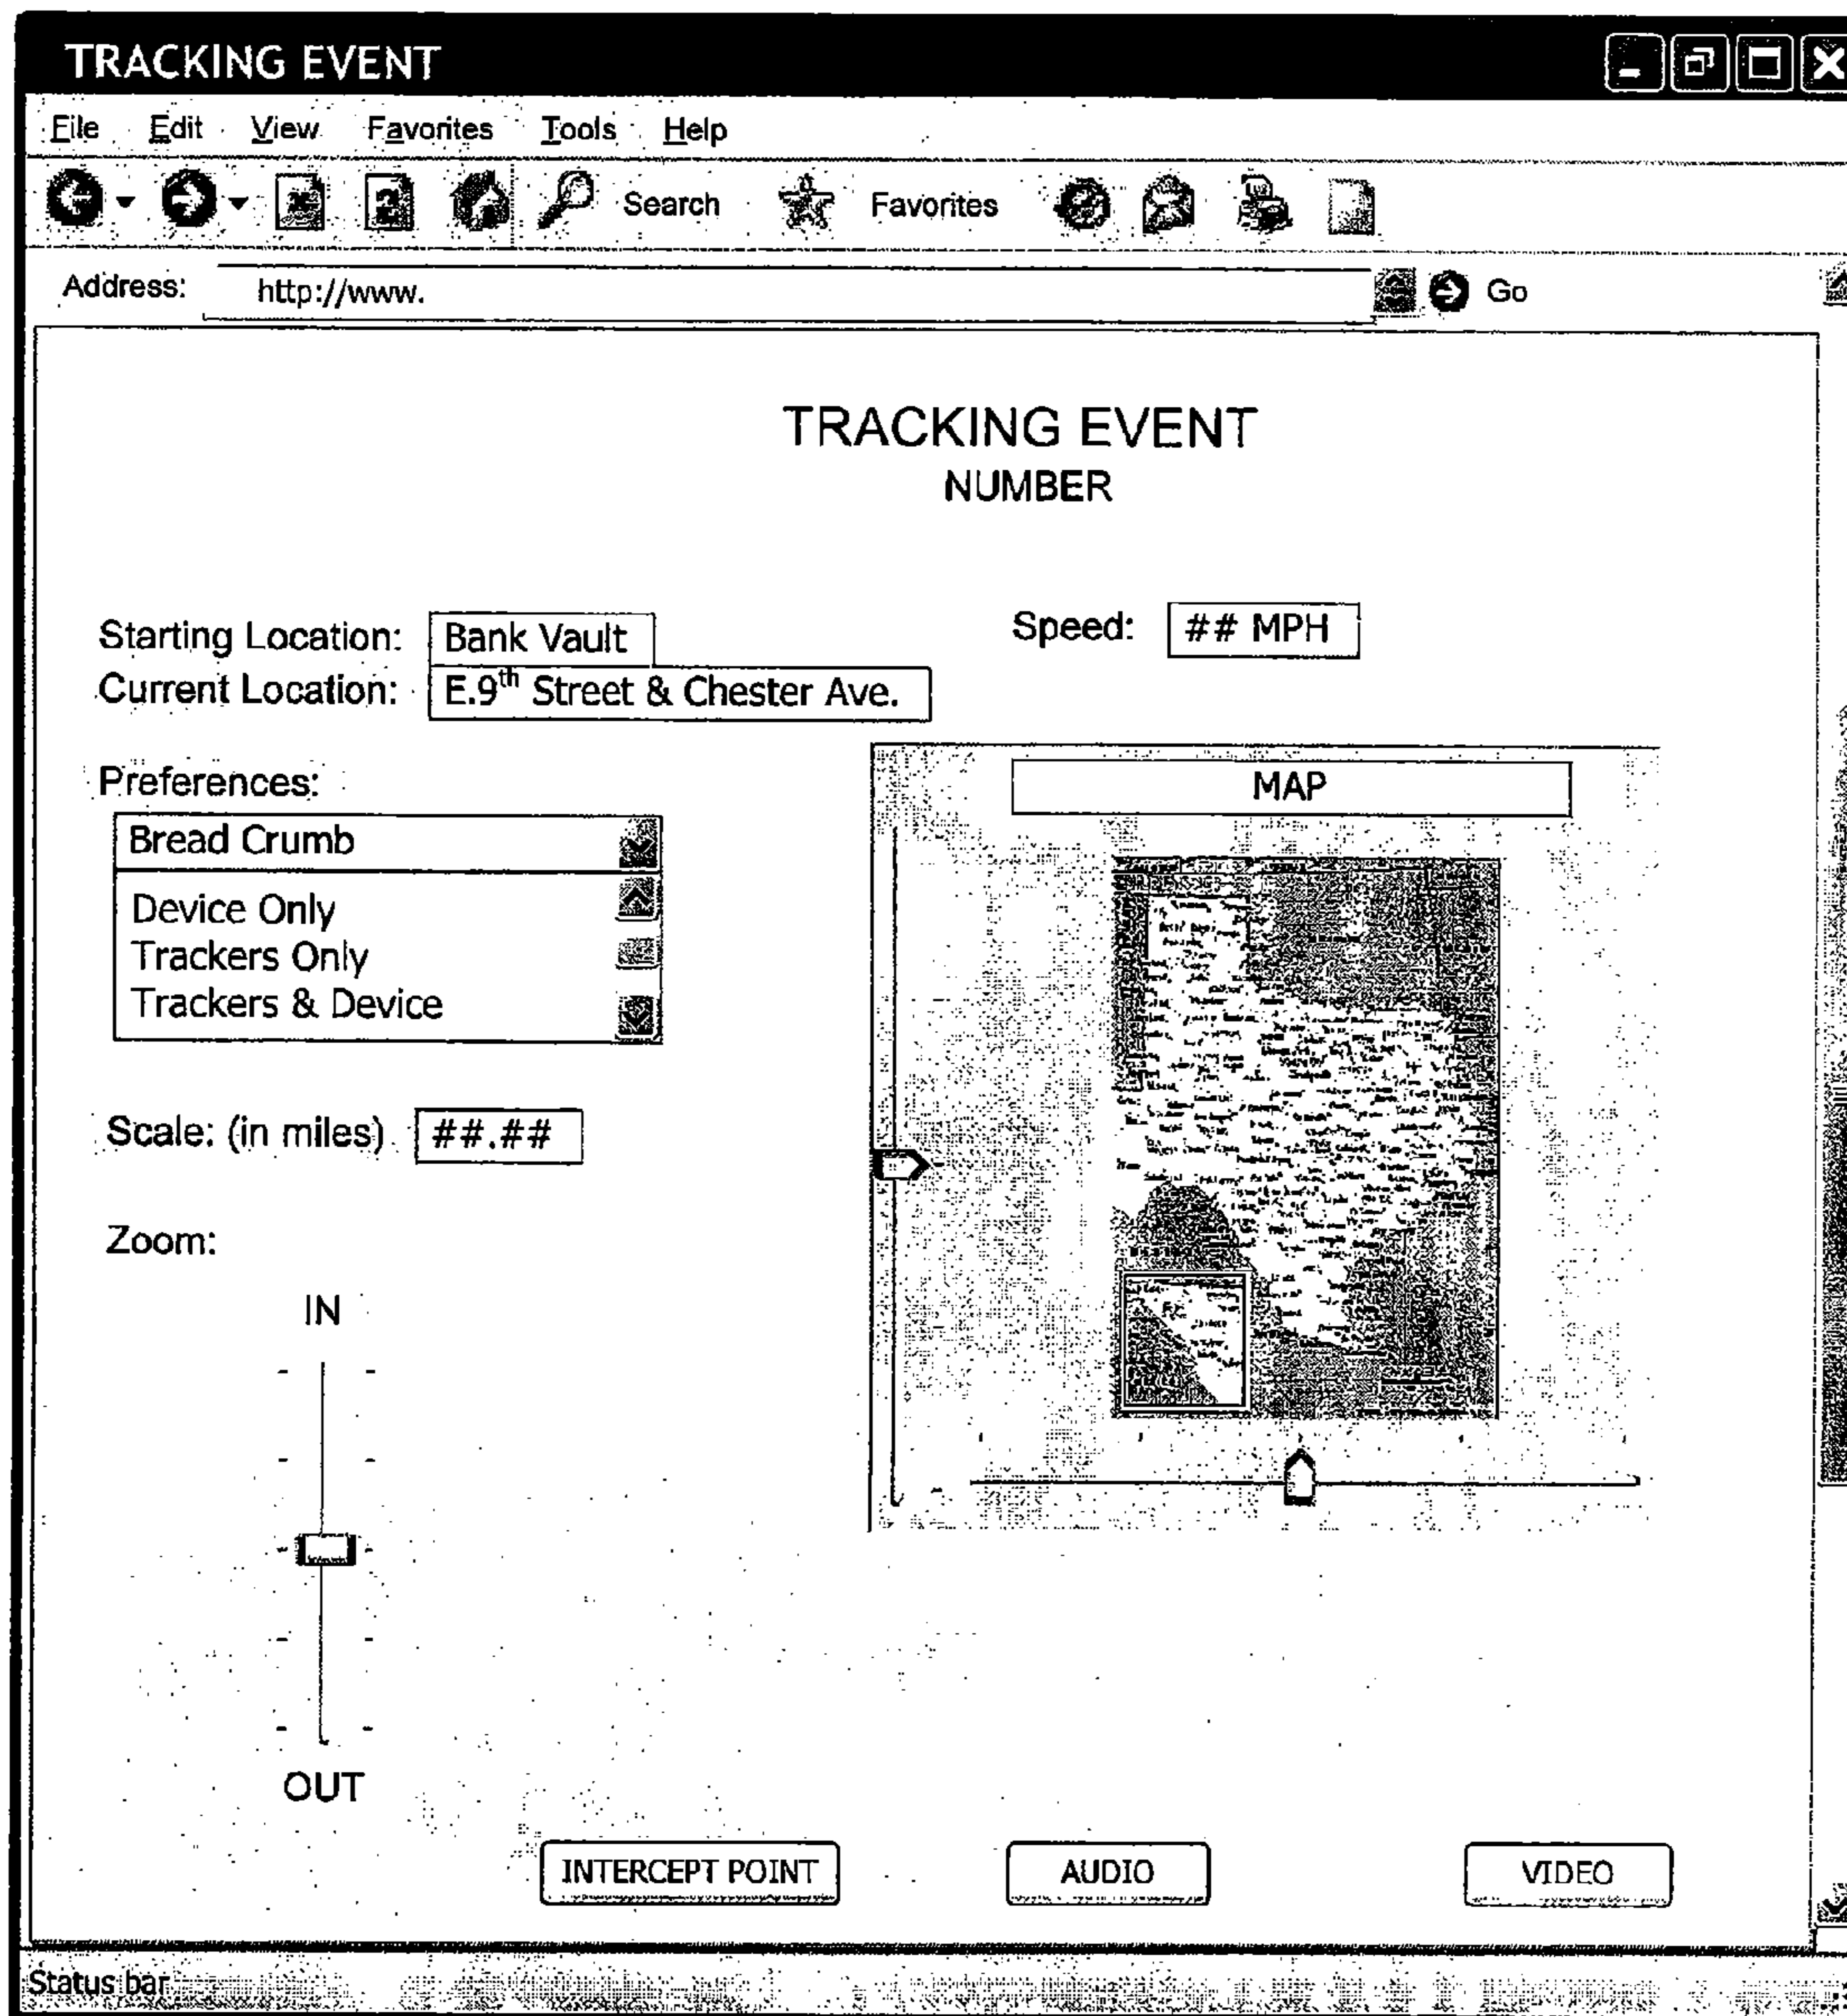 TRACKING EVENT
File Edit View Favorites Tools Help
Search Favorites
Address: http://www. Go
TRACKING EVENT
NUMBER
Starting Location: Bank Vault Speed: ## MPH
Current Location: E.9th Street & Chester Ave.
Preferences:
MAP
Bread Crumb
Device Only
Trackers Only
Trackers & Device
Scale: (in miles) ##.##
Zoom:
IN
OUT
INTERCEPT POINT AUDIO VIDEO
Status bar